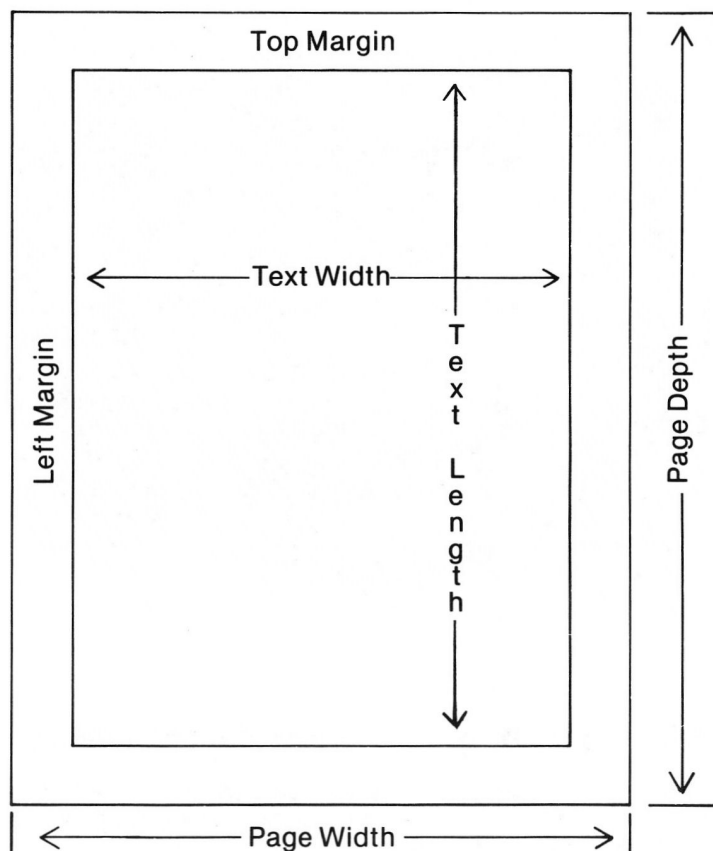 Top Margin
Text Width
Text Length
Left Margin
Page Depth
Page Width